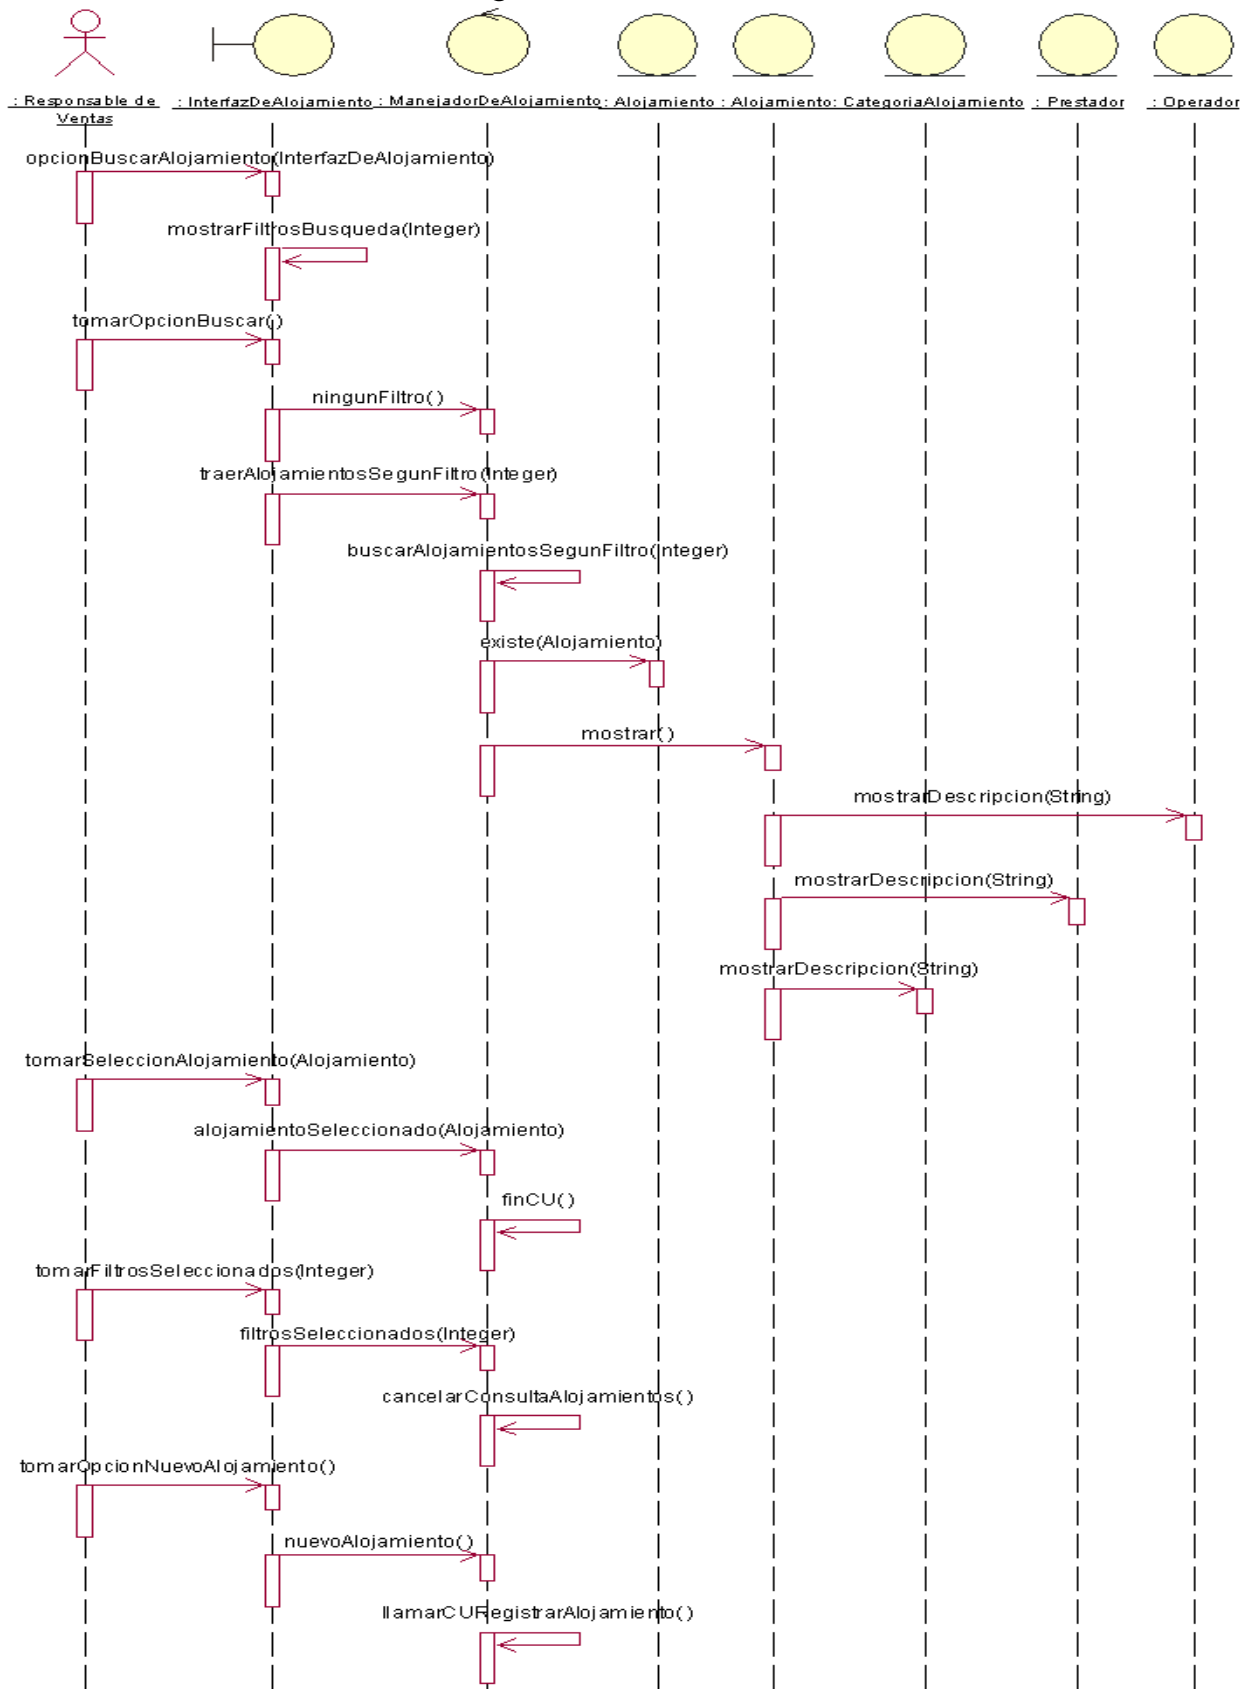 : Responsable de Ventas
: InterfazDeAlojamiento
: ManejadorDeAlojamiento
: Alojamiento
: Alojamiento
: CategoriaAlojamiento
: Prestador
: Operador
opcionBuscarAlojamiento(InterfazDeAlojamiento)
mostrarFiltrosBusqueda(Integer)
tomarOpcionBuscar()
ningunFiltro()
traerAlojamientosSegunFiltro(Integer)
buscarAlojamientosSegunFiltro(Integer)
existe(Alojamiento)
mostrar()
mostrarDescripcion(String)
mostrarDescripcion(String)
mostrarDescripcion(String)
tomarSeleccionAlojamiento(Alojamiento)
alojamientoSeleccionado(Alojamiento)
finCU()
tomarFiltrosSeleccionados(Integer)
filtrosSeleccionados(Integer)
cancelarConsultaAlojamientos()
tomarOpcionNuevoAlojamiento()
nuevoAlojamiento()
llamarCURegistrarAlojamiento()